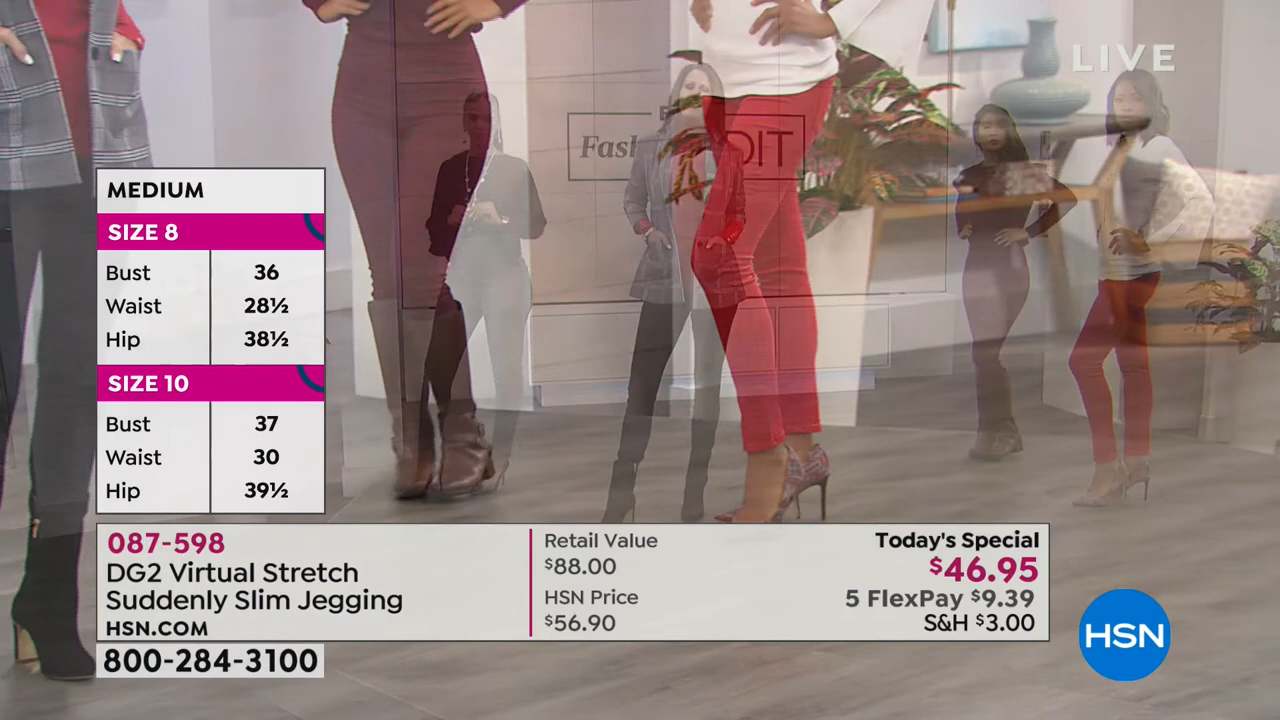 LIVE
Fash DIT
MEDIUM
SIZE 8
Bust 36
Waist 28½
Hip 38½
SIZE 10
Bust 37
Waist 30
Hip 39½
087-598
DG2 Virtual Stretch
Suddenly Slim Jegging
HSN.COM
Retail Value
$88.00
HSN Price
$56.90
Today's Special
$46.95
5 FlexPay $9.39
S&H $3.00
800-284-3100
HSN